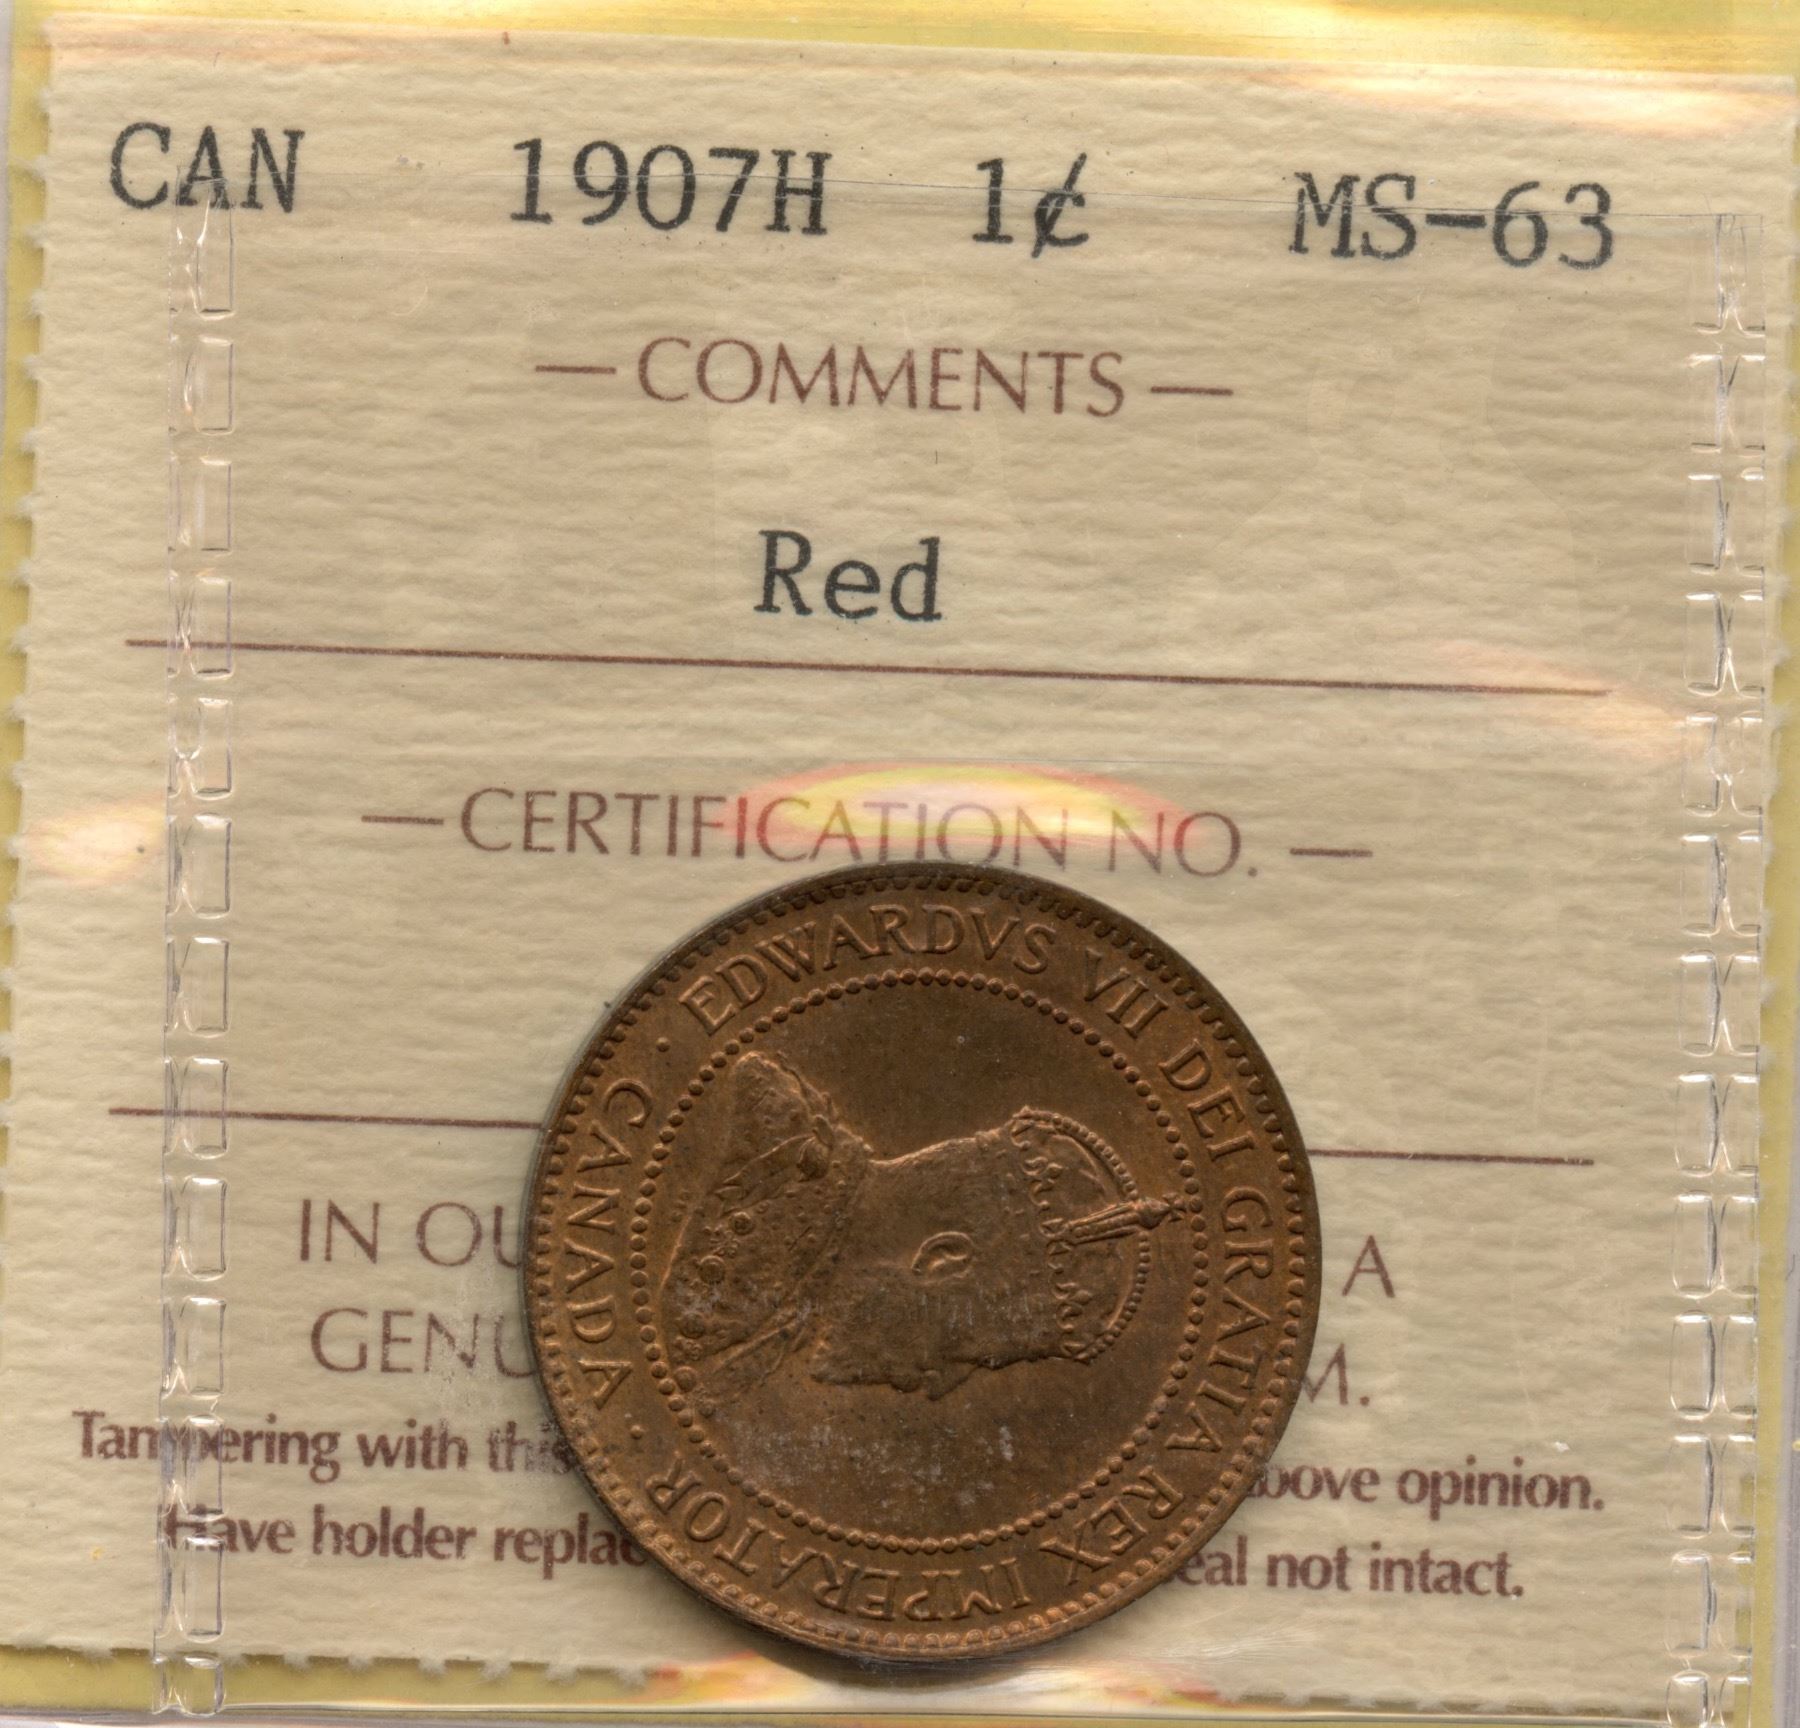 CAN 1907H 1¢ MS-63
— COMMENTS —
Red
— CERTIFICATION NO. —
IN OU A
GENU M.
Tampering with this bove opinion.
Have holder replac eal not intact.
· EDWARDVS VII DEI GRATIA REX IMPERATOR ·
CANADA